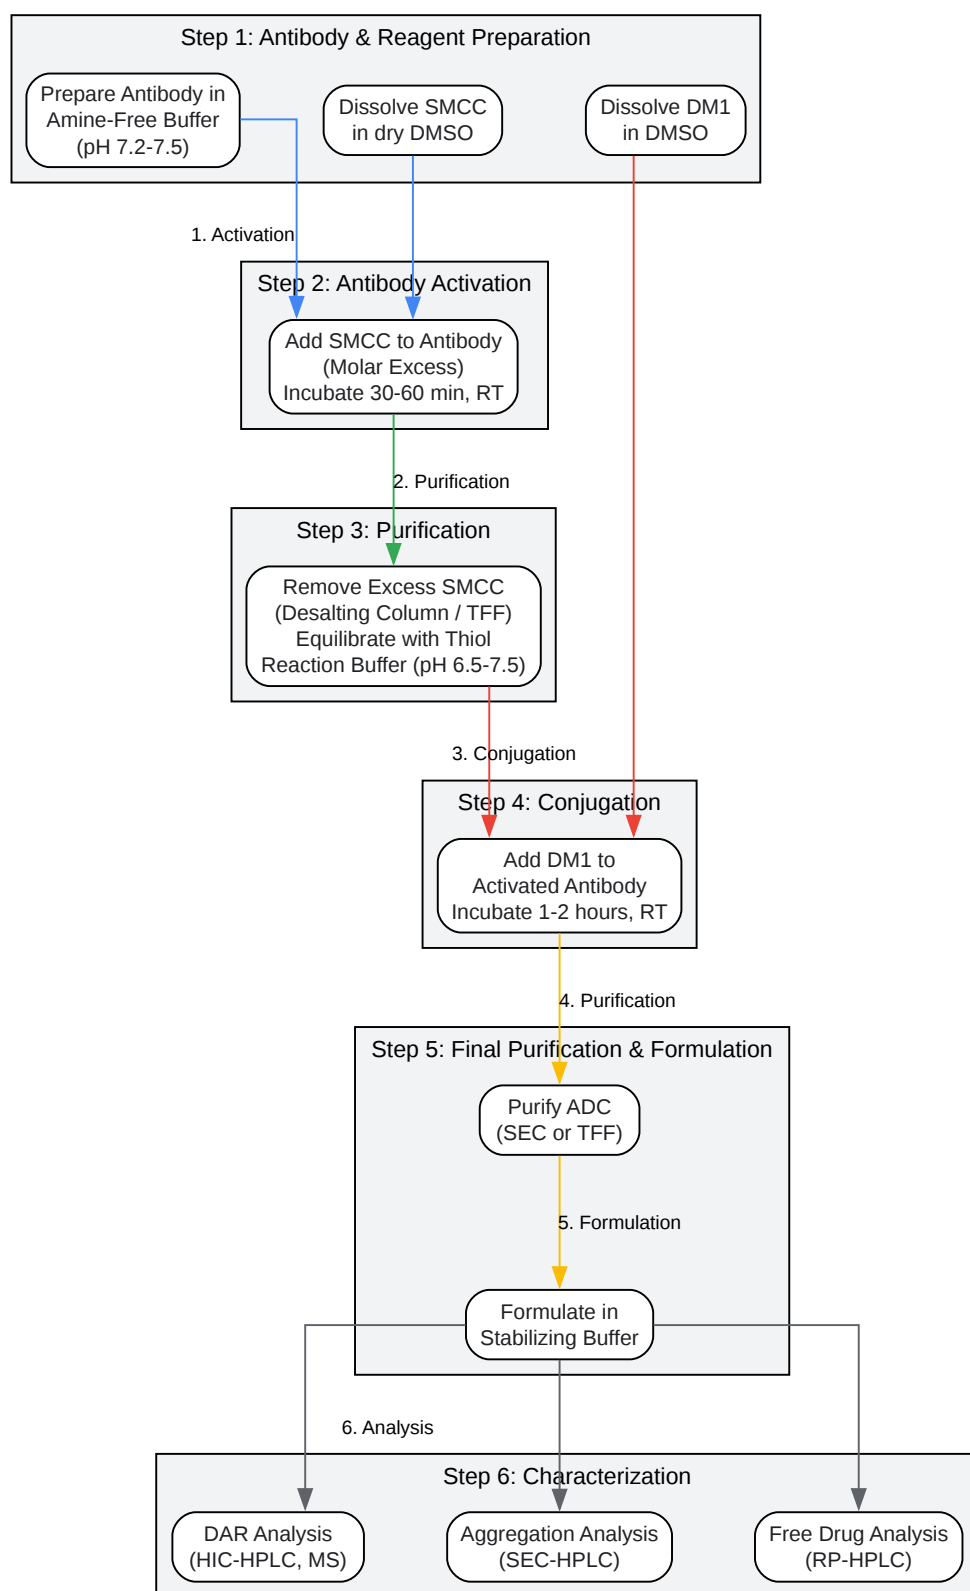 Step 1: Antibody & Reagent Preparation
Prepare Antibody in
Amine-Free Buffer
(pH 7.2-7.5)
Dissolve SMCC
in dry DMSO
Dissolve DM1
in DMSO
1. Activation
Step 2: Antibody Activation
Add SMCC to Antibody
(Molar Excess)
Incubate 30-60 min, RT
2. Purification
Step 3: Purification
Remove Excess SMCC
(Desalting Column / TFF)
Equilibrate with Thiol
Reaction Buffer (pH 6.5-7.5)
3. Conjugation
Step 4: Conjugation
Add DM1 to
Activated Antibody
Incubate 1-2 hours, RT
4. Purification
Step 5: Final Purification & Formulation
Purify ADC
(SEC or TFF)
5. Formulation
Formulate in
Stabilizing Buffer
6. Analysis
Step 6: Characterization
DAR Analysis
(HIC-HPLC, MS)
Aggregation Analysis
(SEC-HPLC)
Free Drug Analysis
(RP-HPLC)